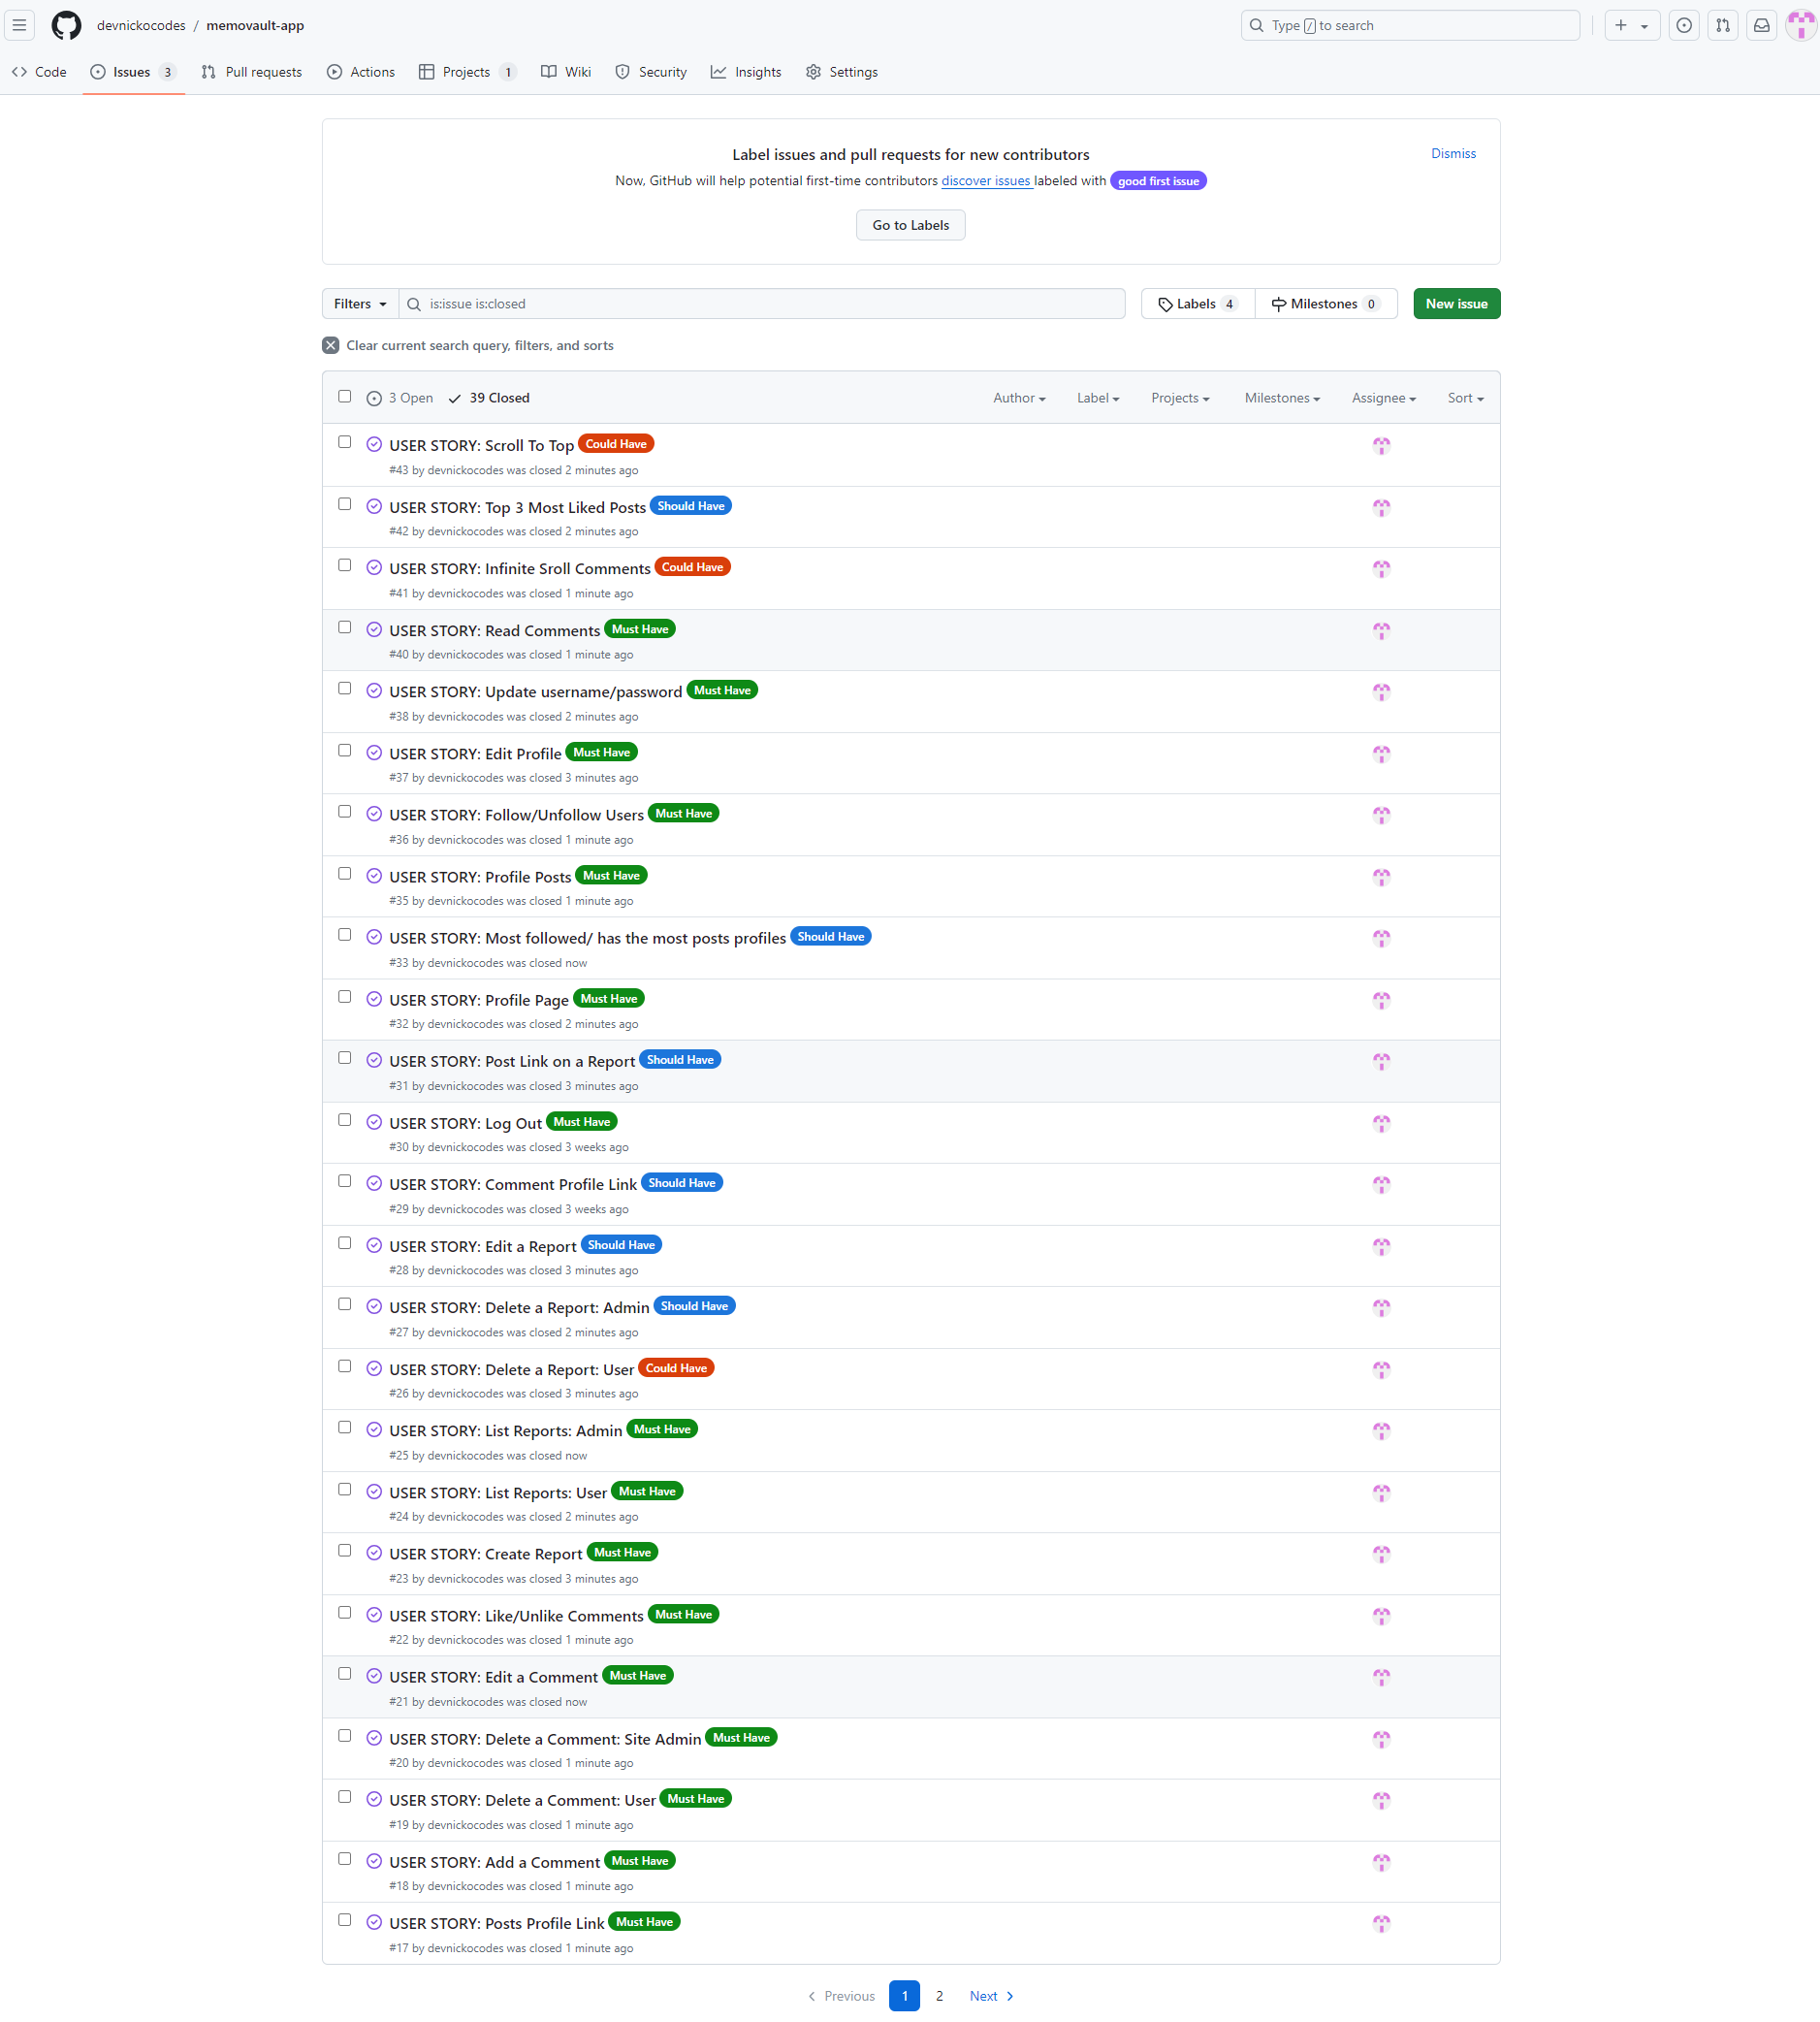 devnickocodes / memovault-app
Type / to search
Code
Issues 3
Pull requests
Actions
Projects 1
Wiki
Security
Insights
Settings
Label issues and pull requests for new contributors
Dismiss
Now, GitHub will help potential first-time contributors discover issues labeled with good first issue
Go to Labels
Filters
is:issue is:closed
Labels 4
Milestones 0
New issue
Clear current search query, filters, and sorts
3 Open
39 Closed
Author
Label
Projects
Milestones
Assignee
Sort
USER STORY: Scroll To Top Could Have
#43 by devnickocodes was closed 2 minutes ago
USER STORY: Top 3 Most Liked Posts Should Have
#42 by devnickocodes was closed 2 minutes ago
USER STORY: Infinite Sroll Comments Could Have
#41 by devnickocodes was closed 1 minute ago
USER STORY: Read Comments Must Have
#40 by devnickocodes was closed 1 minute ago
USER STORY: Update username/password Must Have
#38 by devnickocodes was closed 2 minutes ago
USER STORY: Edit Profile Must Have
#37 by devnickocodes was closed 3 minutes ago
USER STORY: Follow/Unfollow Users Must Have
#36 by devnickocodes was closed 1 minute ago
USER STORY: Profile Posts Must Have
#35 by devnickocodes was closed 1 minute ago
USER STORY: Most followed/ has the most posts profiles Should Have
#33 by devnickocodes was closed now
USER STORY: Profile Page Must Have
#32 by devnickocodes was closed 2 minutes ago
USER STORY: Post Link on a Report Should Have
#31 by devnickocodes was closed 3 minutes ago
USER STORY: Log Out Must Have
#30 by devnickocodes was closed 3 weeks ago
USER STORY: Comment Profile Link Should Have
#29 by devnickocodes was closed 3 weeks ago
USER STORY: Edit a Report Should Have
#28 by devnickocodes was closed 3 minutes ago
USER STORY: Delete a Report: Admin Should Have
#27 by devnickocodes was closed 2 minutes ago
USER STORY: Delete a Report: User Could Have
#26 by devnickocodes was closed 3 minutes ago
USER STORY: List Reports: Admin Must Have
#25 by devnickocodes was closed now
USER STORY: List Reports: User Must Have
#24 by devnickocodes was closed 2 minutes ago
USER STORY: Create Report Must Have
#23 by devnickocodes was closed 3 minutes ago
USER STORY: Like/Unlike Comments Must Have
#22 by devnickocodes was closed 1 minute ago
USER STORY: Edit a Comment Must Have
#21 by devnickocodes was closed now
USER STORY: Delete a Comment: Site Admin Must Have
#20 by devnickocodes was closed 1 minute ago
USER STORY: Delete a Comment: User Must Have
#19 by devnickocodes was closed 1 minute ago
USER STORY: Add a Comment Must Have
#18 by devnickocodes was closed 1 minute ago
USER STORY: Posts Profile Link Must Have
#17 by devnickocodes was closed 1 minute ago
Previous 1 2 Next